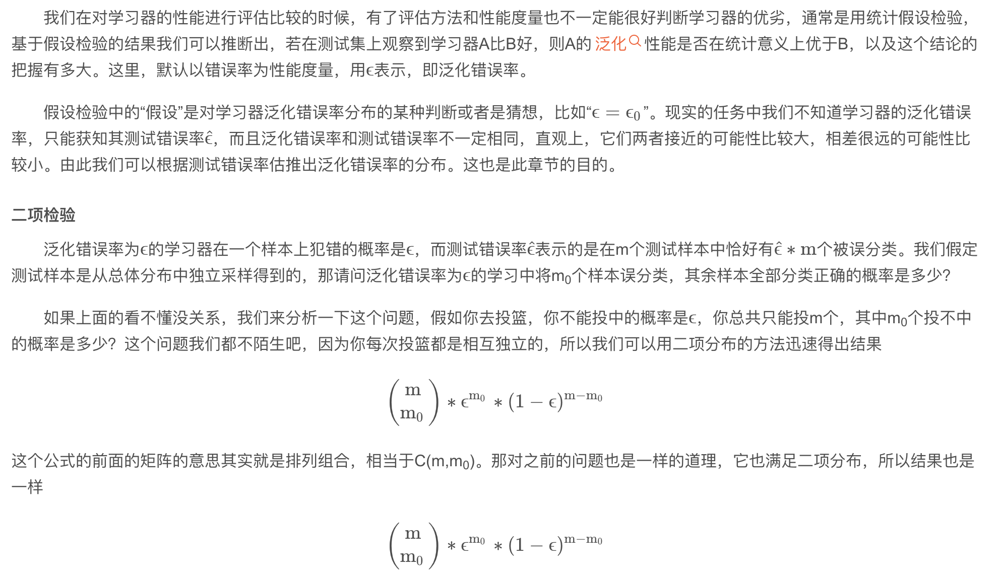 我们在对学习器的性能进行评估比较的时候，有了评估方法和性能度量也不一定能很好判断学习器的优劣，通常是用统计假设检验，
基于假设检验的结果我们可以推断出，若在测试集上观察到学习器A比B好，则A的 泛化 性能是否在统计意义上优于B，以及这个结论的
把握有多大。这里，默认以错误率为性能度量，用ϵ表示，即泛化错误率。
假设检验中的“假设”是对学习器泛化错误率分布的某种判断或者是猜想，比如“ϵ = ϵ₀”。现实的任务中我们不知道学习器的泛化错误
率，只能获知其测试错误率ϵ̂，而且泛化错误率和测试错误率不一定相同，直观上，它们两者接近的可能性比较大，相差很远的可能性比
较小。由此我们可以根据测试错误率估推出泛化错误率的分布。这也是此章节的目的。
二项检验
泛化错误率为ϵ的学习器在一个样本上犯错的概率是ϵ，而测试错误率ϵ̂表示的是在m个测试样本中恰好有ϵ̂ ∗ m个被误分类。我们假定
测试样本是从总体分布中独立采样得到的，那请问泛化错误率为ϵ的学习中将m₀个样本误分类，其余样本全部分类正确的概率是多少？
如果上面的看不懂没关系，我们来分析一下这个问题，假如你去投篮，你不能投中的概率是ϵ，你总共只能投m个，其中m₀个投不中
的概率是多少？这个问题我们都不陌生吧，因为你每次投篮都是相互独立的，所以我们可以用二项分布的方法迅速得出结果
$\begin{pmatrix} m \\ m_0 \end{pmatrix} * \epsilon^{m_0} * (1 - \epsilon)^{m-m_0}$
这个公式的前面的矩阵的意思其实就是排列组合，相当于C(m,m₀)。那对之前的问题也是一样的道理，它也满足二项分布，所以结果也是
一样
$\begin{pmatrix} m \\ m_0 \end{pmatrix} * \epsilon^{m_0} * (1 - \epsilon)^{m-m_0}$